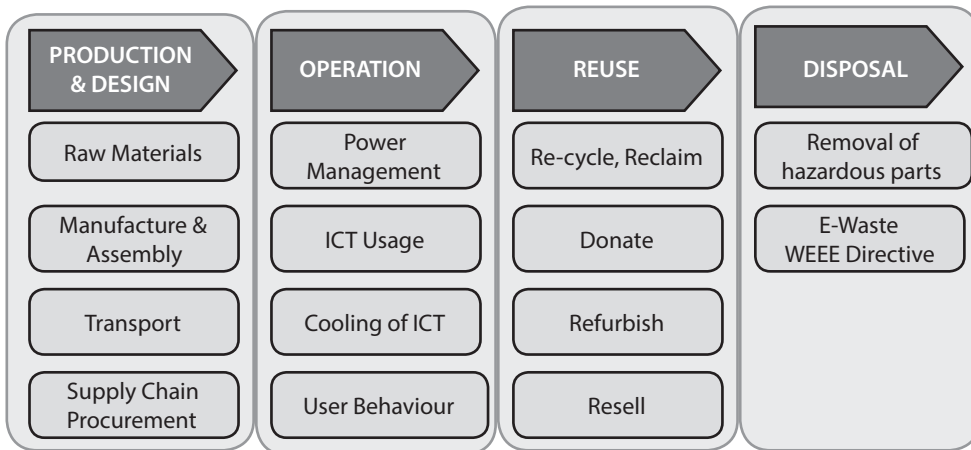 PRODUCTION
& DESIGN
Raw Materials
Manufacture &
Assembly
Transport
Supply Chain
Procurement
OPERATION
Power
Management
ICT Usage
Cooling of ICT
User Behaviour
REUSE
Re-cycle, Reclaim
Donate
Refurbish
Resell
DISPOSAL
Removal of
hazardous parts
E-Waste
WEEE Directive